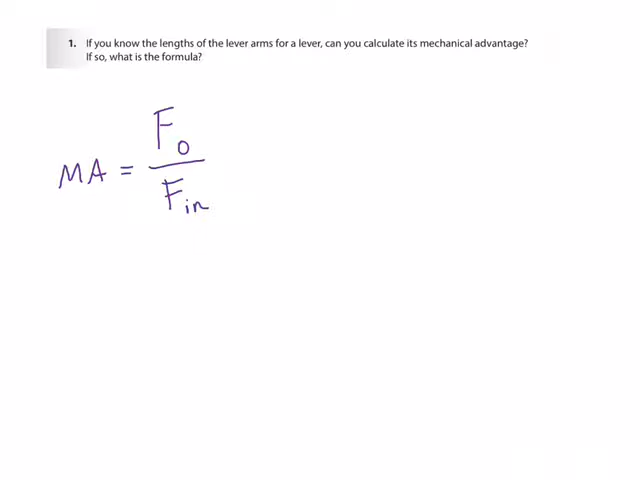 1. If you know the lengths of the lever arms for a lever, can you calculate its mechanical advantage?
If so, what is the formula?
MA = F₀ / Fᵢₙ